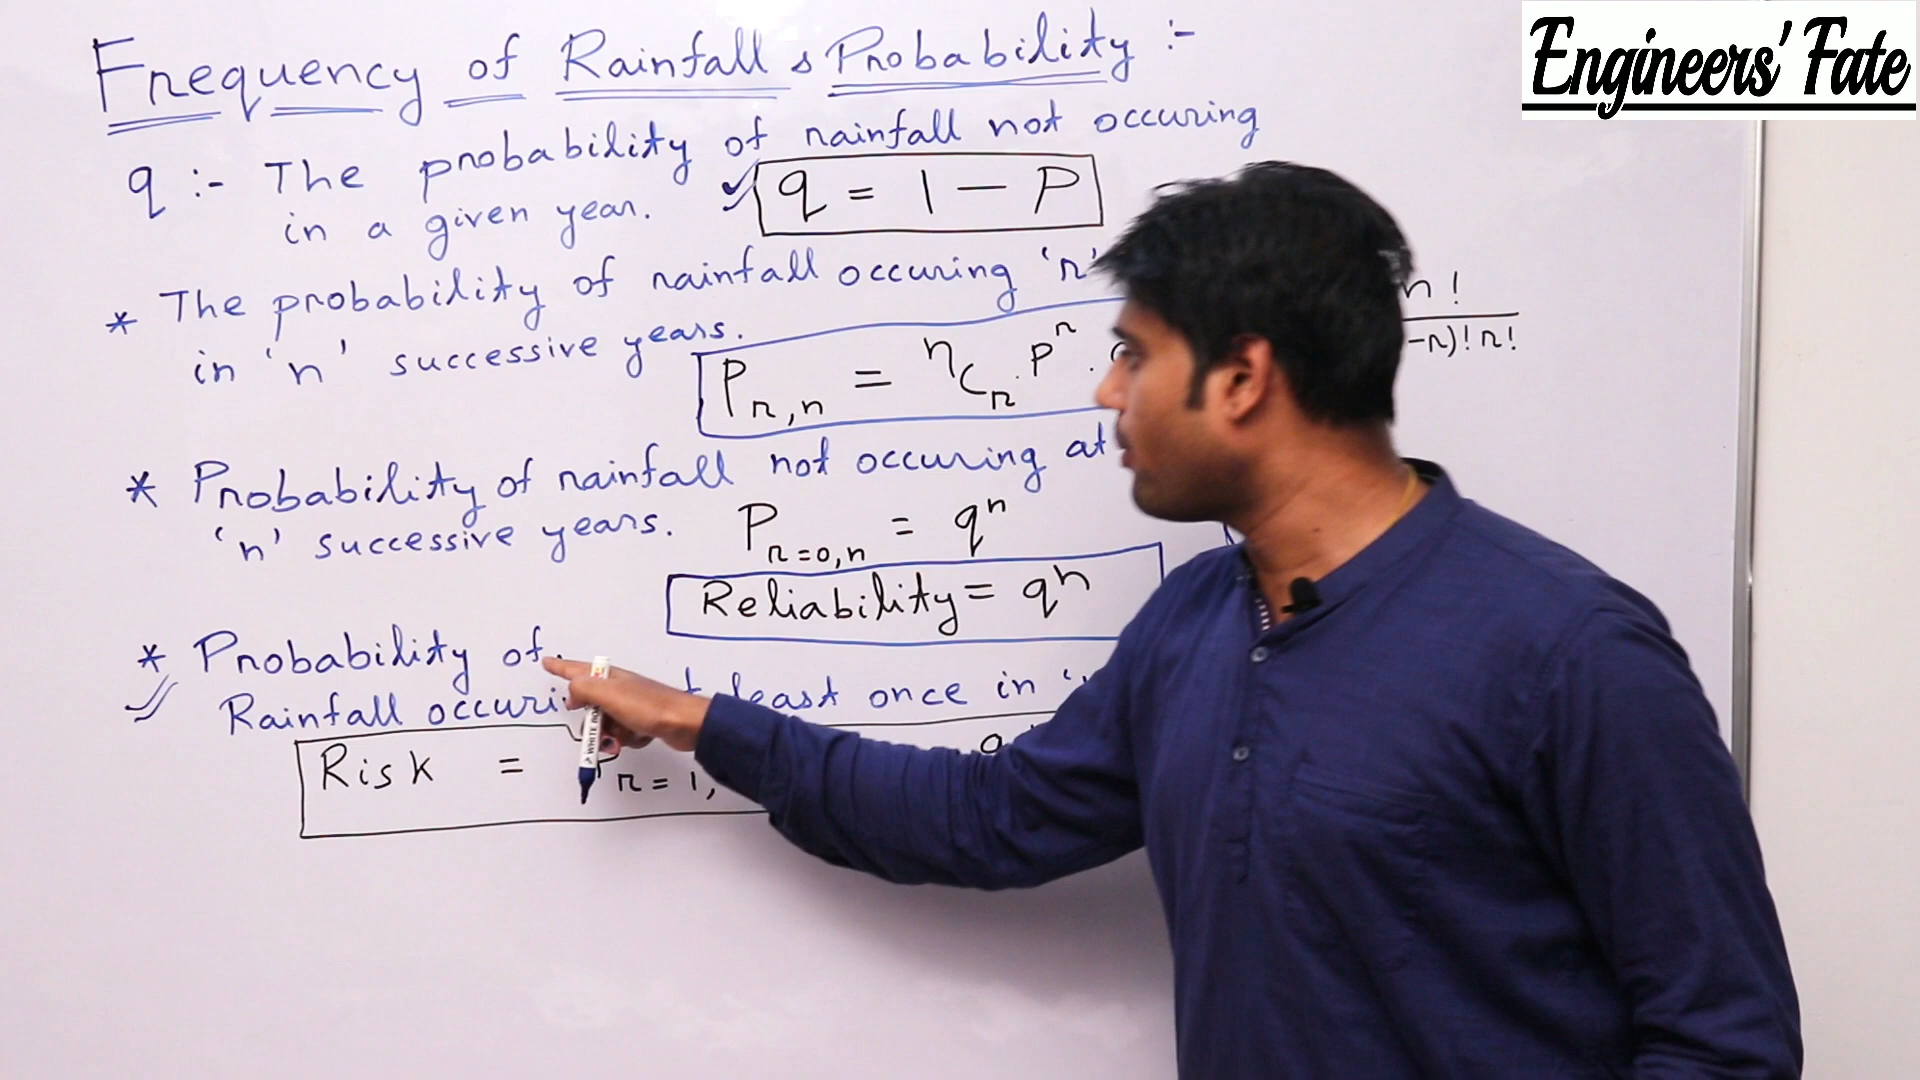 Engineers' Fate
Frequency of Rainfall & Probability :-
q :- The probability of rainfall not occuring
in a given year. q = 1 - P
* The probability of rainfall occuring 'r'
in 'n' successive years.
P r,n = nCr . P^r .
n!
-r)! r!
* Probability of rainfall not occuring at
'n' successive years. P r=0,n = q^n
Reliability = q^n
* Probability of
Rainfall least once in
Risk = P r=1,
WHITE